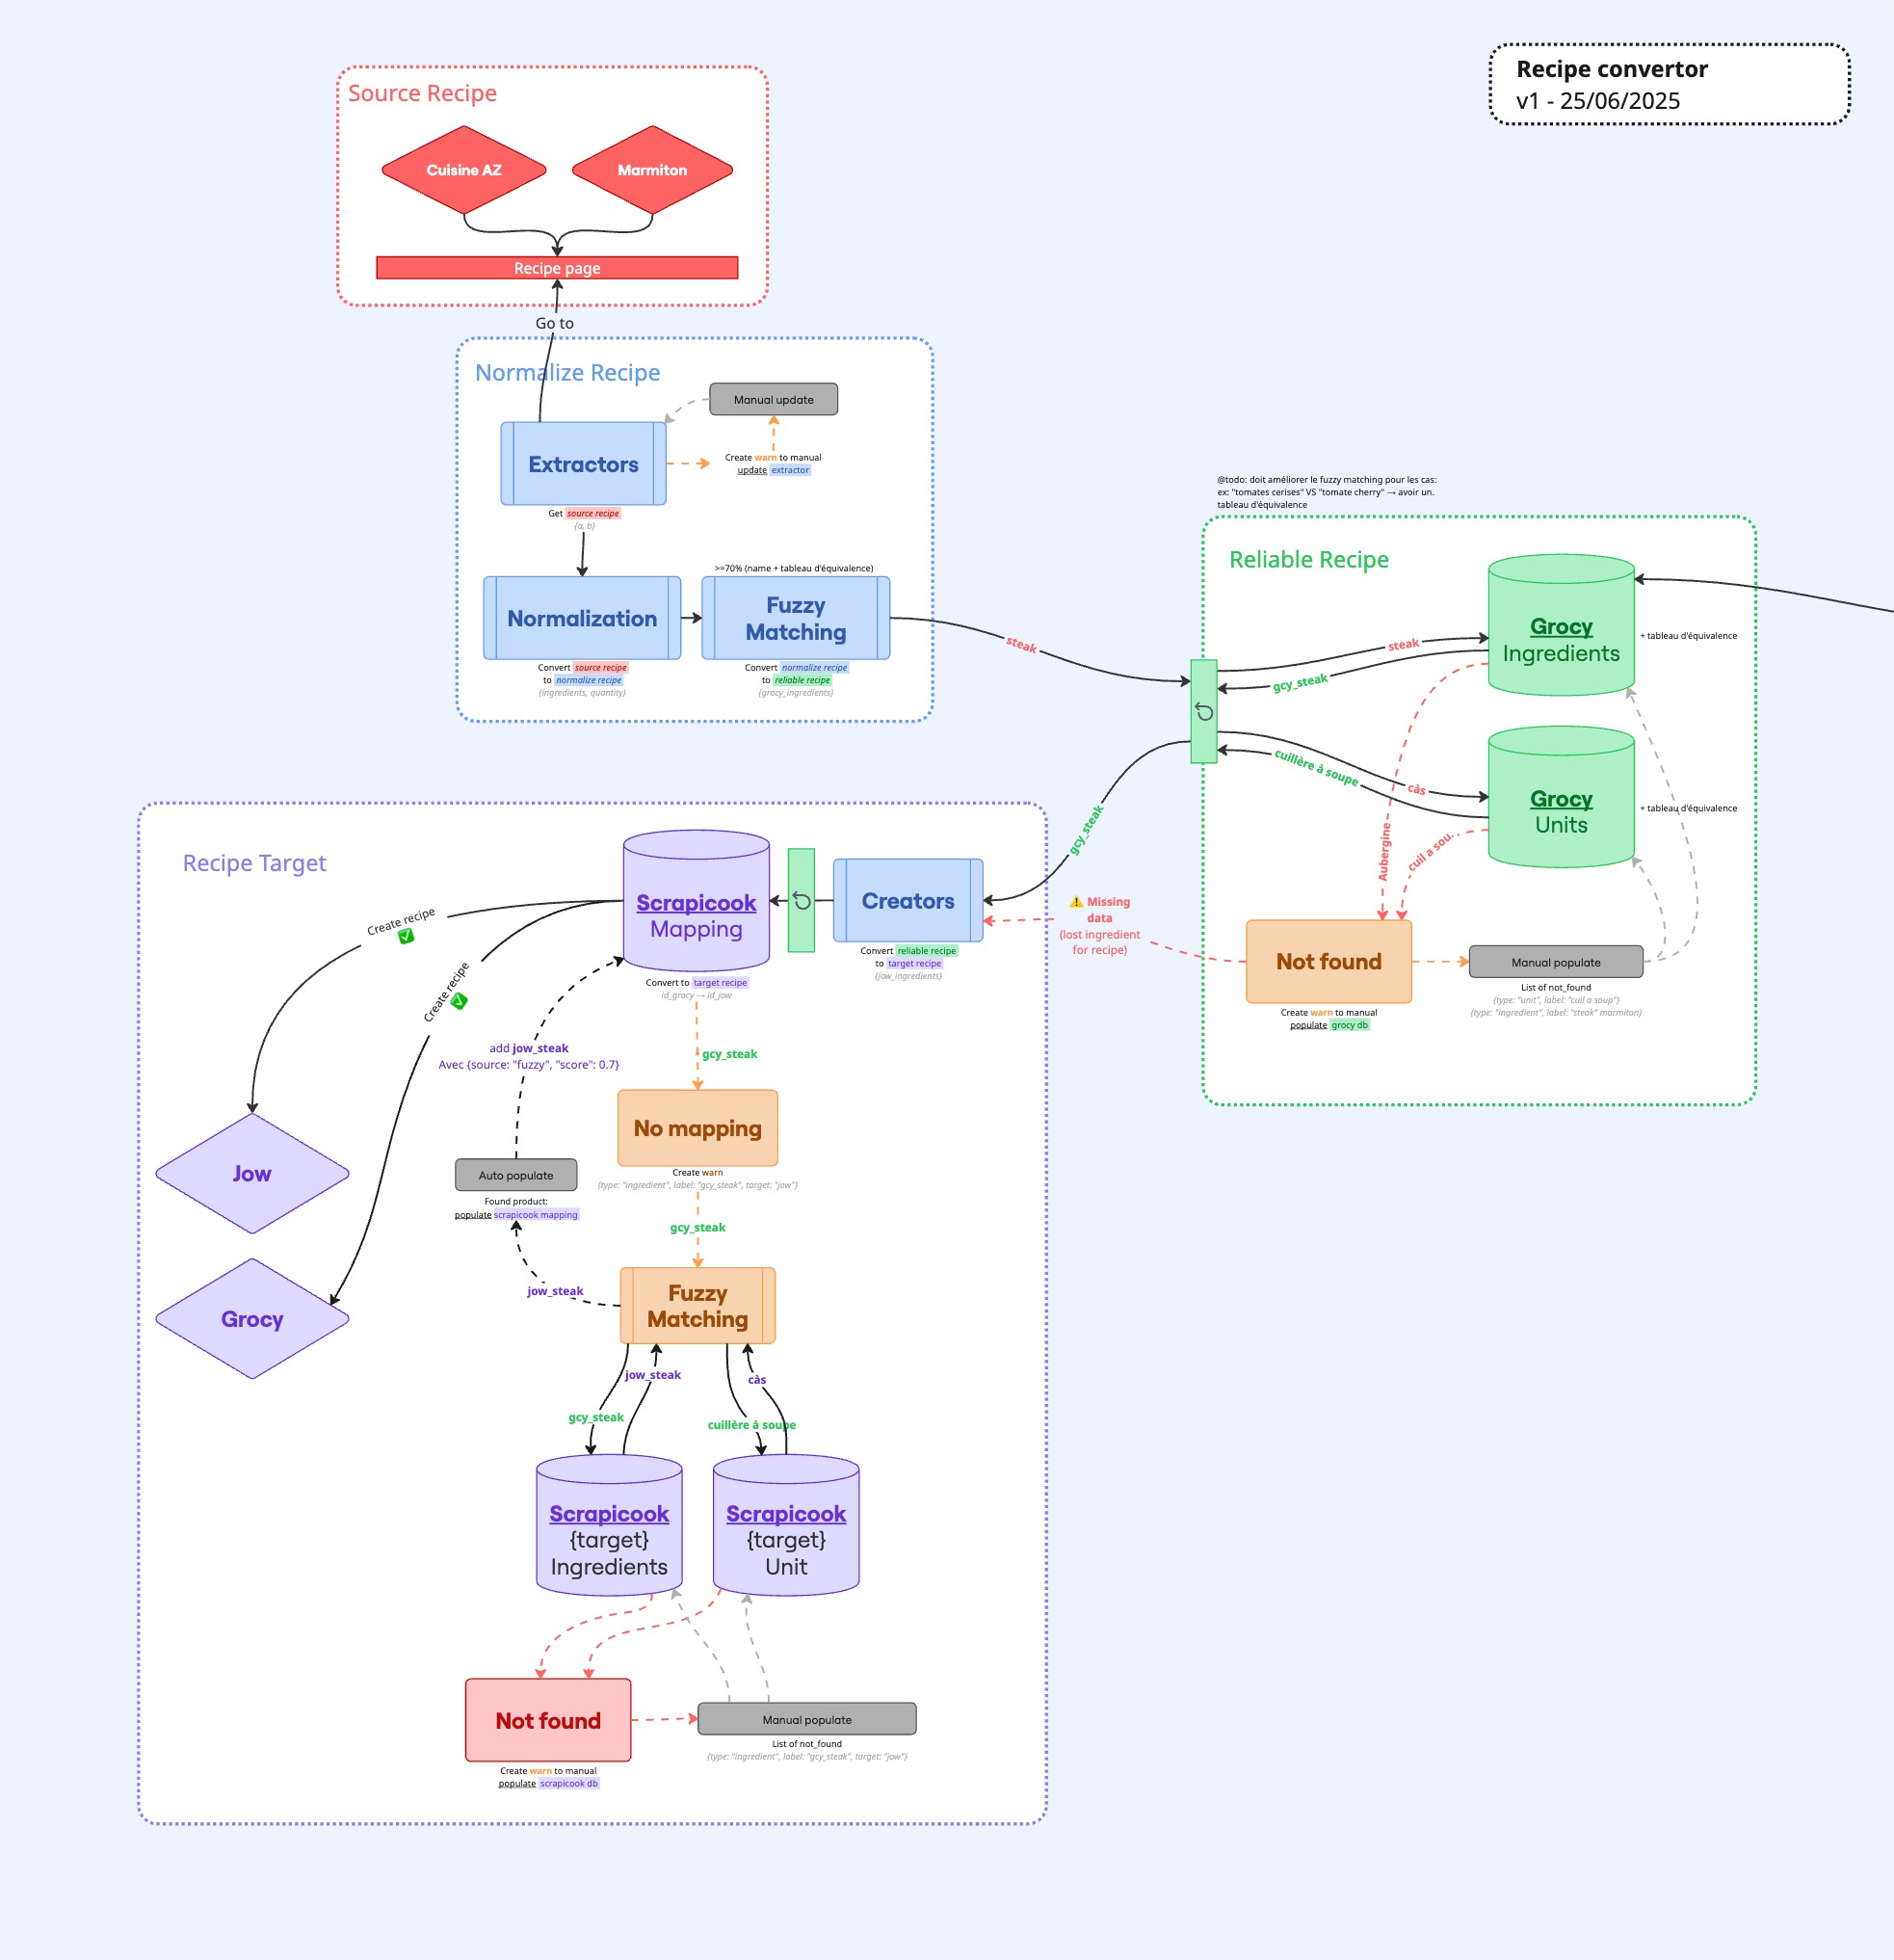 Recipe convertor
v1 - 25/06/2025
Source Recipe
Cuisine AZ
Marmiton
Recipe page
Go to
Normalize Recipe
Manual update
Extractors
Create warn to manual
update extractor
Get source recipe
{a, b}
>=70% (name + tableau d'équivalence)
Normalization
Fuzzy
Matching
Convert source recipe
to normalize recipe
{ingredients, quantity}
Convert normalize recipe
to reliable recipe
{grocy_ingredients}
steak
@todo: doit améliorer le fuzzy matching pour les cas:
ex: "tomates cerises" VS "tomate cherry" → avoir un.
tableau d'équivalence
Reliable Recipe
Grocy
Ingredients
+ tableau d'équivalence
steak
gcy_steak
cuillère à soupe
càs
Grocy
Units
+ tableau d'équivalence
Aubergine
cuil a sou..
gcy_steak
⚠️ Missing
data
(lost ingredient
for recipe)
Not found
Manual populate
Create warn to manual
populate grocy db
List of not_found
{type: "unit", label: "cuil a soup"}
{type: "ingredient", label: "steak" marmiton}
Recipe Target
Scrapicook
Mapping
Creators
Convert reliable recipe
to target recipe
{jow_ingredients}
Convert to target recipe
id_grocy → id_jow
Create recipe
✅
Create recipe
✅
add jow_steak
Avec {source: "fuzzy", "score": 0.7}
gcy_steak
No mapping
Create warn
{type: "ingredient", label: "gcy_steak", target: "jow"}
Jow
Auto populate
Found product:
populate scrapicook mapping
gcy_steak
Grocy
jow_steak
Fuzzy
Matching
jow_steak
càs
gcy_steak
cuillère à soupe
Scrapicook
{target}
Ingredients
Scrapicook
{target}
Unit
Not found
Manual populate
Create warn to manual
populate scrapicook db
List of not_found
{type: "ingredient", label: "gcy_steak", target: "jow"}